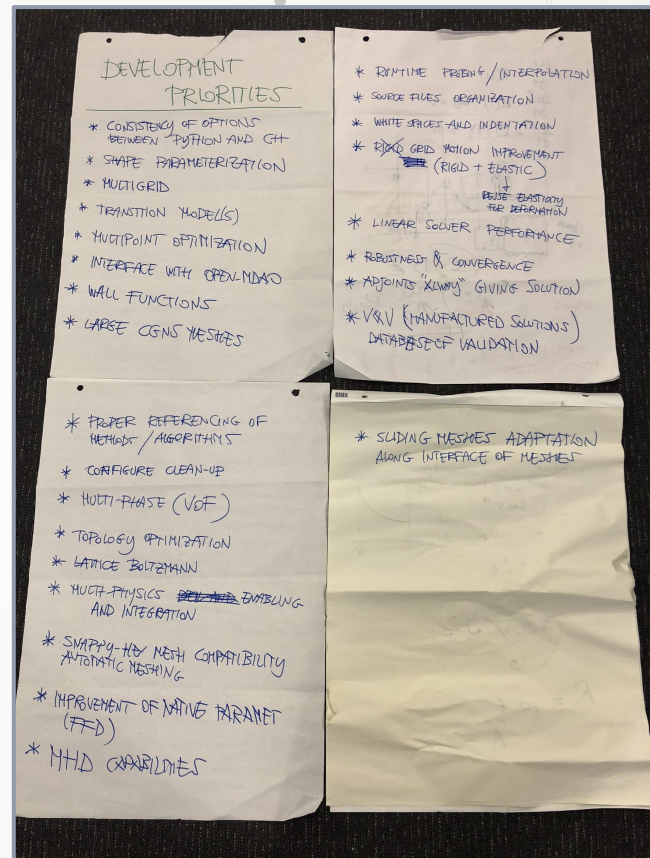 DEVELOPMENT
PRIORITIES
* CONSISTENCY OF OPTIONS
BETWEEN PYTHON AND C++
* SHAPE PARAMETERIZATION
* MULTIGRID
* TRANSITION MODEL(S)
* MULTIPOINT OPTIMIZATION
* INTERFACE WITH OPEN-MDAO
* WALL FUNCTIONS
* LARGE CGNS MESHES
* RUNTIME PROBING / INTERPOLATION
* SOURCE FILES ORGANIZATION
* WHITE SPACES AND INDENTATION
* RIGID GRID MOTION IMPROVEMENT
(RIGID + ELASTIC)
↓
REUSE ELASTICITY
FOR DEFORMATION
* LINEAR SOLVER PERFORMANCE
* ROBUSTNESS & CONVERGENCE
* ADJOINTS "ALWAY" GIVING SOLUTION
* V&V (MANUFACTURED SOLUTIONS)
DATABASE OF VALIDATION
* PROPER REFERENCING OF
METHODS / ALGORITHMS
* CONFIGURE CLEAN-UP
* MULTI-PHASE (VOF)
* TOPOLOGY OPTIMIZATION
* LATTICE BOLTZMANN
* MULTI-PHYSICS ENABLING
AND INTEGRATION
* SNAPPY-HEX MESH COMPATIBILITY
AUTOMATIC MESHING
* IMPROVEMENT OF NATIVE PARAMET
(FFD)
* MHD CAPABILITIES
* SLIDING MESHES ADAPTATION
ALONG INTERFACE OF MESHES